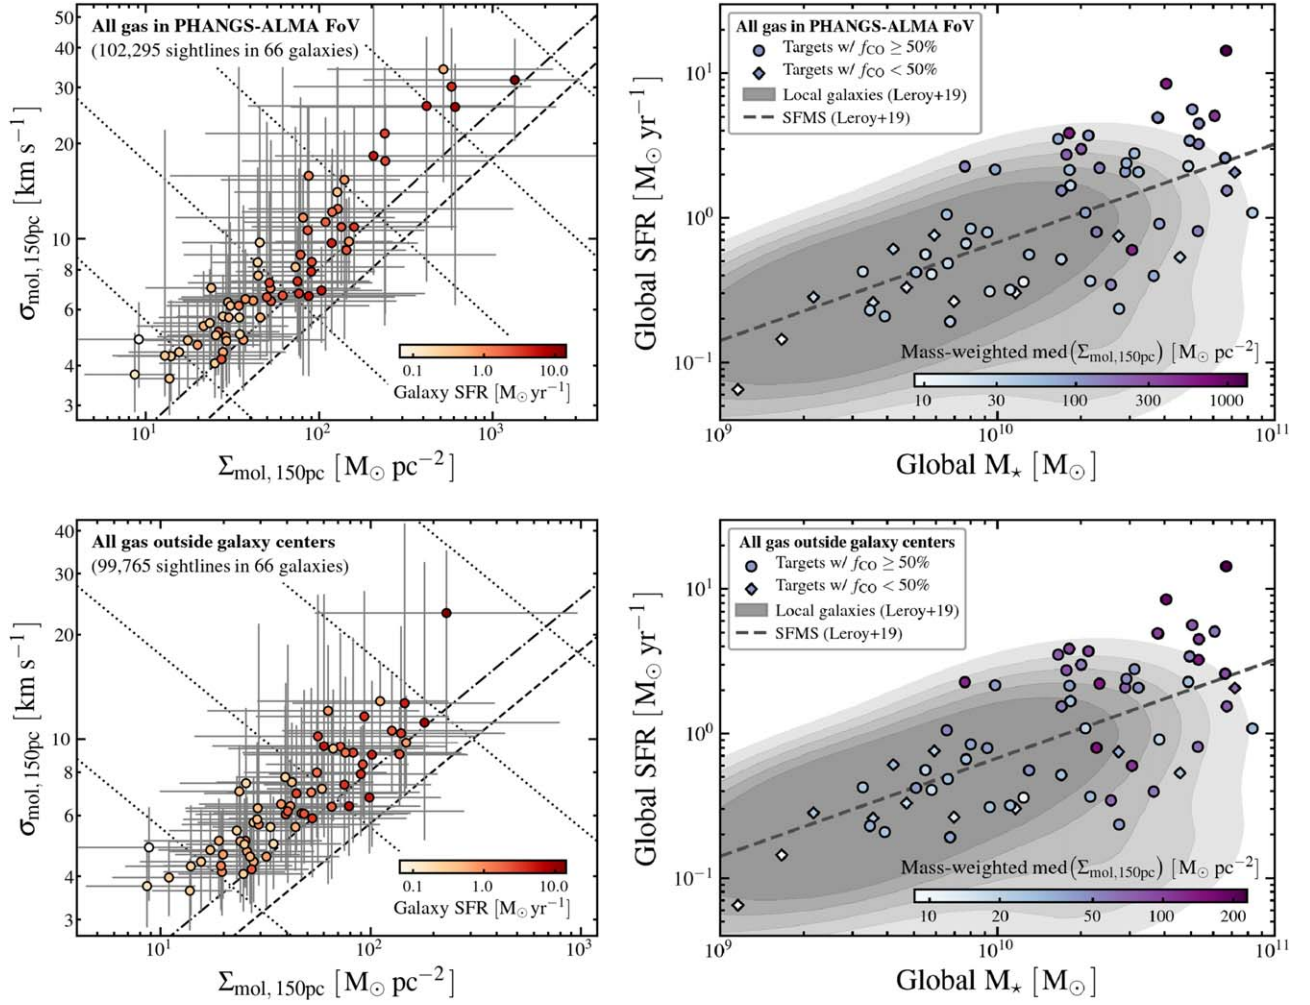 All gas in PHANGS-ALMA FoV
(102,295 sightlines in 66 galaxies)
50
40
30
20
10
8
6
4
3
σmol, 150pc [km s⁻¹]
0.1 1.0 10.0
Galaxy SFR [M⊙ yr⁻¹]
10¹ 10² 10³
Σmol, 150pc [M⊙ pc⁻²]
All gas in PHANGS-ALMA FoV
Targets w/ fCO ≥ 50%
Targets w/ fCO < 50%
Local galaxies (Leroy+19)
SFMS (Leroy+19)
10¹
10⁰
10⁻¹
Global SFR [M⊙ yr⁻¹]
Mass-weighted med(Σmol,150pc) [M⊙ pc⁻²]
10 30 100 300 1000
10⁹ 10¹⁰ 10¹¹
Global M⋆ [M⊙]
All gas outside galaxy centers
(99,765 sightlines in 66 galaxies)
40
30
20
10
8
6
4
3
σmol, 150pc [km s⁻¹]
0.1 1.0 10.0
Galaxy SFR [M⊙ yr⁻¹]
10¹ 10² 10³
Σmol, 150pc [M⊙ pc⁻²]
All gas outside galaxy centers
Targets w/ fCO ≥ 50%
Targets w/ fCO < 50%
Local galaxies (Leroy+19)
SFMS (Leroy+19)
10¹
10⁰
10⁻¹
Global SFR [M⊙ yr⁻¹]
Mass-weighted med(Σmol,150pc) [M⊙ pc⁻²]
10 20 50 100 200
10⁹ 10¹⁰ 10¹¹
Global M⋆ [M⊙]